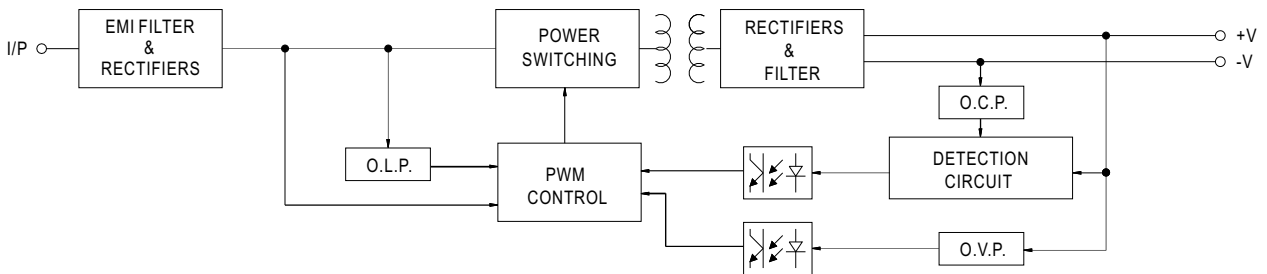 I/P
EMI FILTER
&
RECTIFIERS
POWER
SWITCHING
RECTIFIERS
&
FILTER
+V
-V
O.C.P.
O.L.P.
PWM
CONTROL
DETECTION
CIRCUIT
O.V.P.